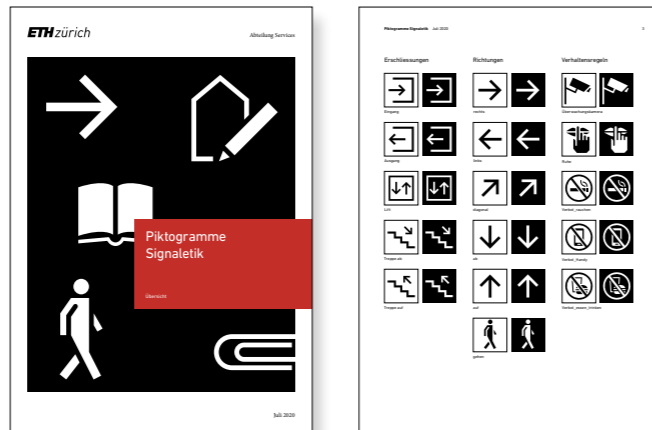 ETH zürich
Abteilung Services
Piktogramme
Signaletik
Übersicht
Juli 2020
Piktogramme Signaletik Juli 2020
Erschliessungen
Eingang
Ausgang
Lift
Treppe ab
Treppe auf
Richtungen
rechts
links
diagonal
ab
auf
gehen
Verhaltensregeln
Überwachungskamera
Ruhe
Verbot_rauchen
Verbot_Handy
Verbot_essen_trinken